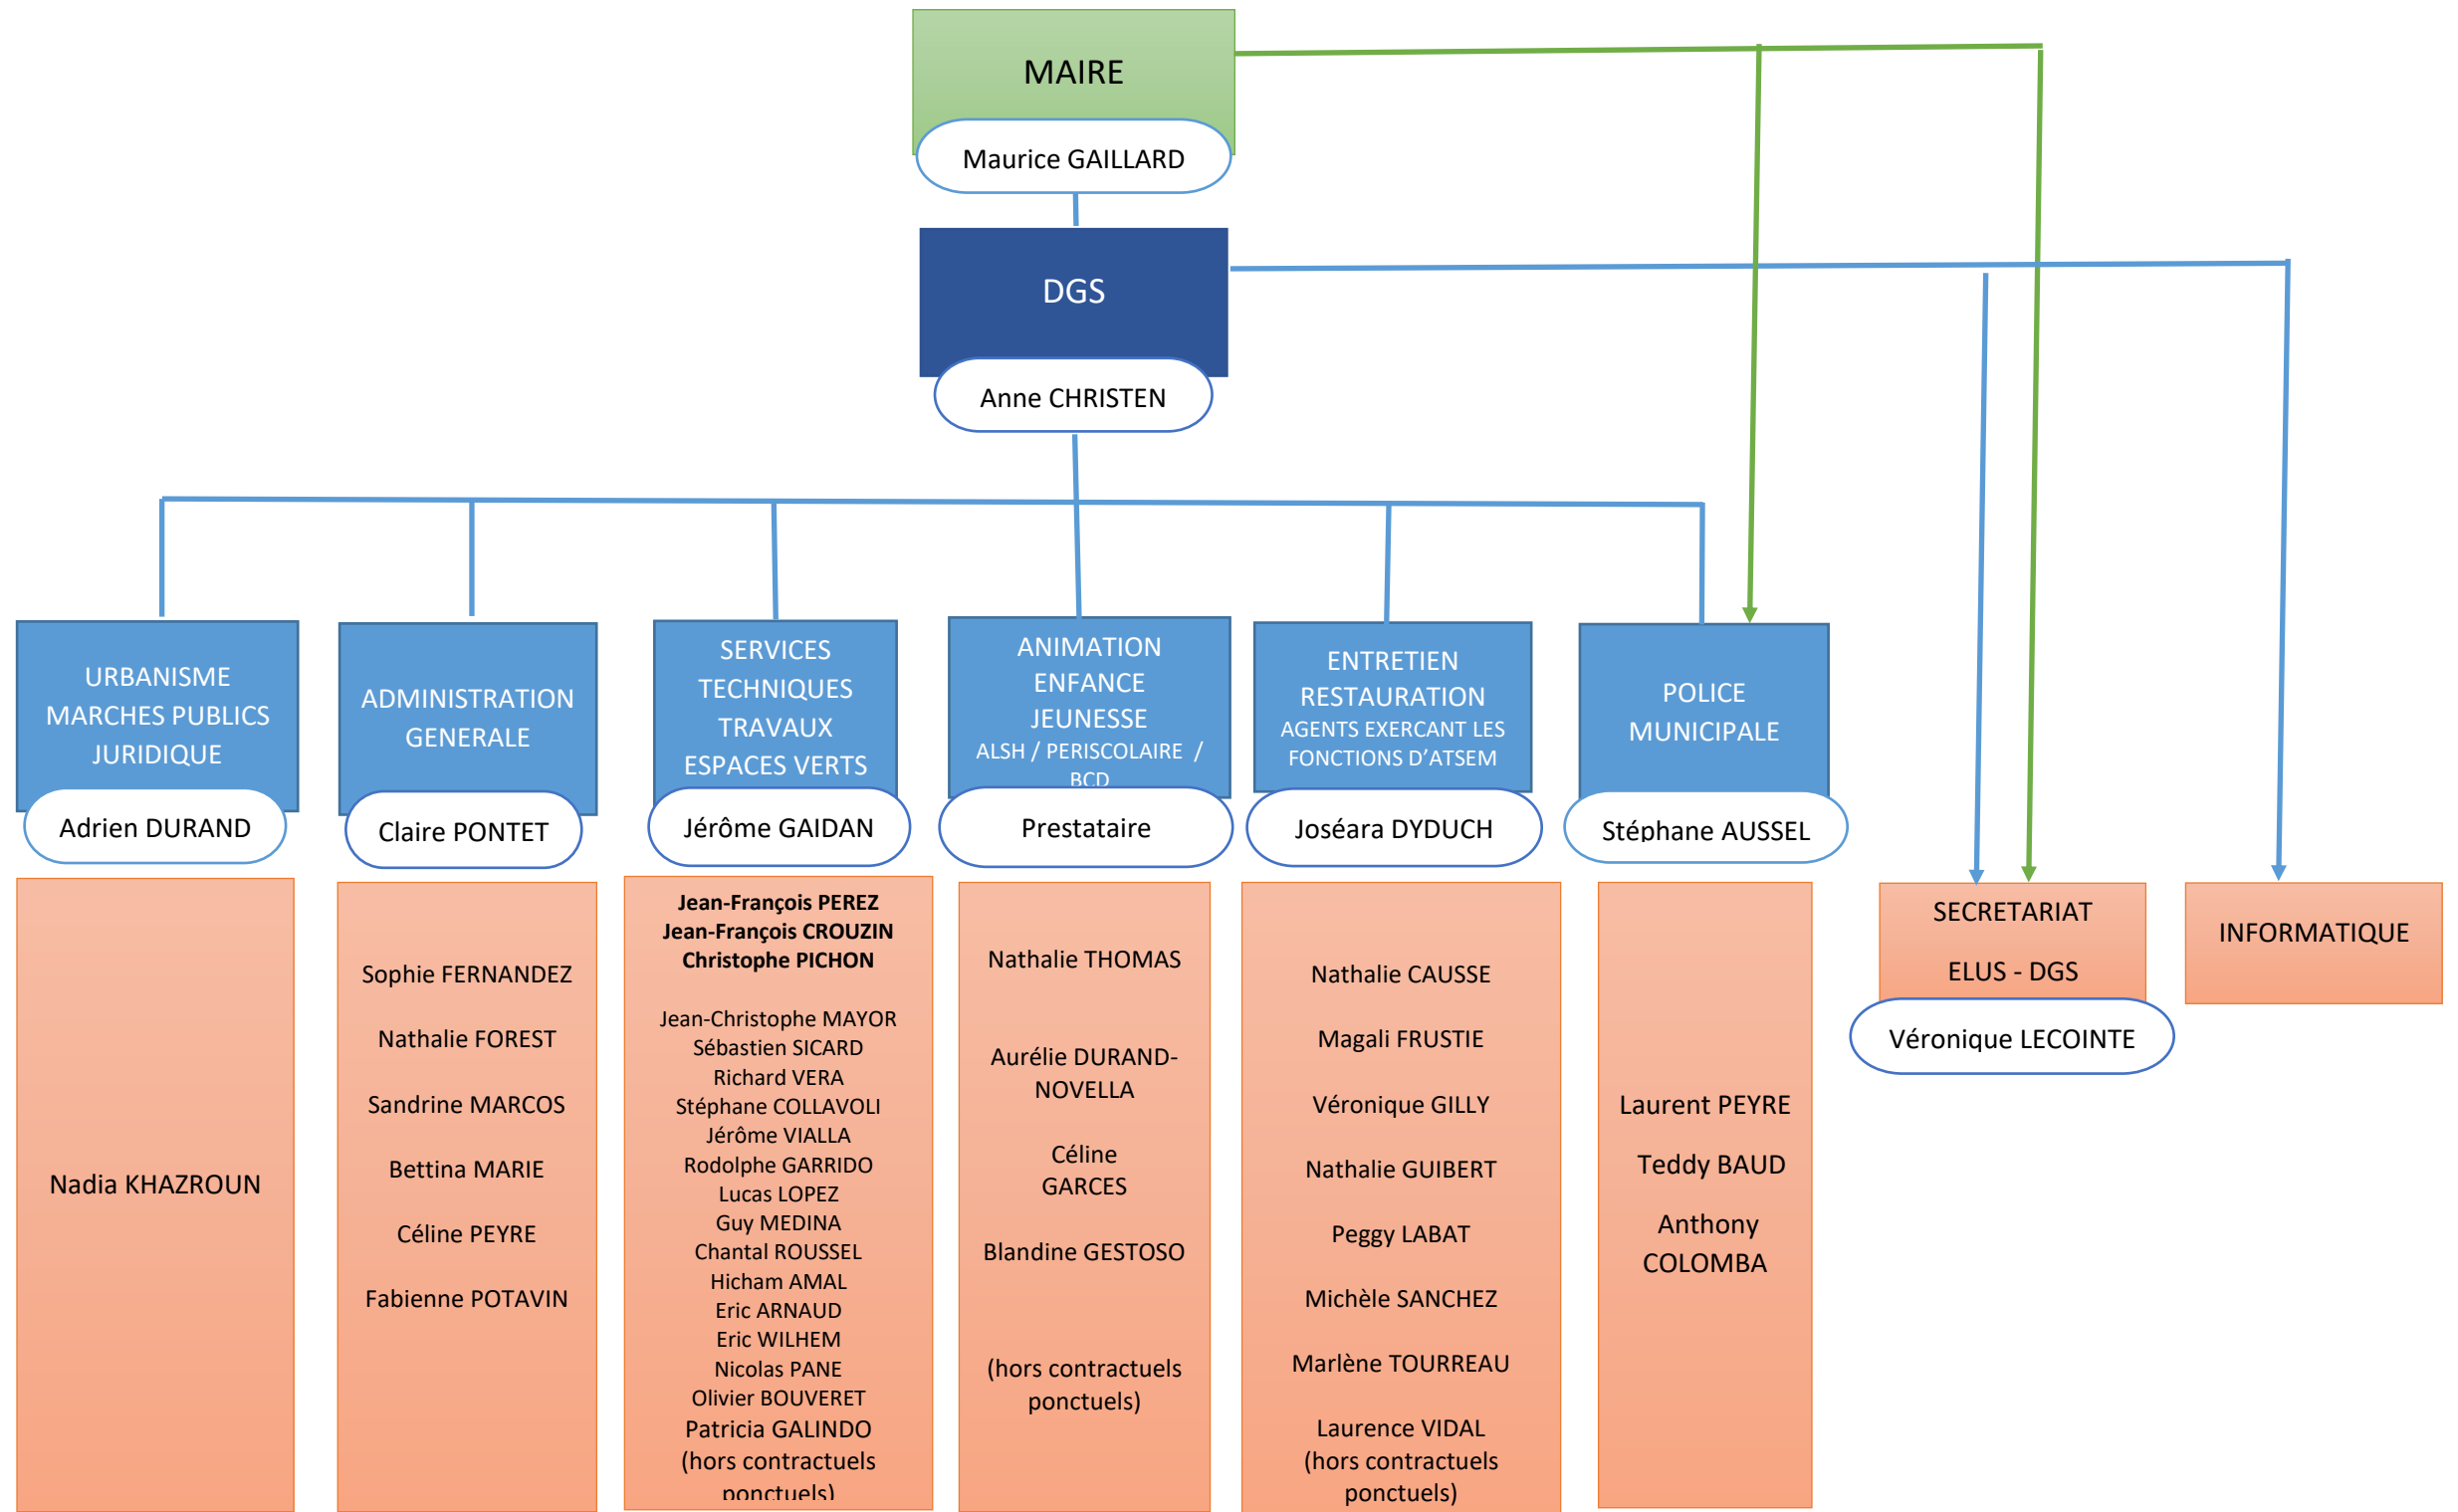 MAIRE
Maurice GAILLARD
DGS
Anne CHRISTEN
URBANISME
MARCHES PUBLICS
JURIDIQUE
Adrien DURAND
Nadia KHAZROUN
ADMINISTRATION
GENERALE
Claire PONTET
Sophie FERNANDEZ
Nathalie FOREST
Sandrine MARCOS
Bettina MARIE
Céline PEYRE
Fabienne POTAVIN
SERVICES
TECHNIQUES
TRAVAUX
ESPACES VERTS
Jérôme GAIDAN
Jean-François PEREZ
Jean-François CROUZIN
Christophe PICHON
Jean-Christophe MAYOR
Sébastien SICARD
Richard VERA
Stéphane COLLAVOLI
Jérôme VIALLA
Rodolphe GARRIDO
Lucas LOPEZ
Guy MEDINA
Chantal ROUSSEL
Hicham AMAL
Eric ARNAUD
Eric WILHEM
Nicolas PANE
Olivier BOUVERET
Patricia GALINDO
(hors contractuels
ponctuels)
ANIMATION
ENFANCE
JEUNESSE
ALSH / PERISCOLAIRE /
BCD
Prestataire
Nathalie THOMAS
Aurélie DURAND-
NOVELLA
Céline
GARCES
Blandine GESTOSO
(hors contractuels
ponctuels)
ENTRETIEN
RESTAURATION
AGENTS EXERCANT LES
FONCTIONS D’ATSEM
Joséara DYDUCH
Nathalie CAUSSE
Magali FRUSTIE
Véronique GILLY
Nathalie GUIBERT
Peggy LABAT
Michèle SANCHEZ
Marlène TOURREAU
Laurence VIDAL
(hors contractuels
ponctuels)
POLICE
MUNICIPALE
Stéphane AUSSEL
Laurent PEYRE
Teddy BAUD
Anthony
COLOMBA
SECRETARIAT
ELUS - DGS
Véronique LECOINTE
INFORMATIQUE